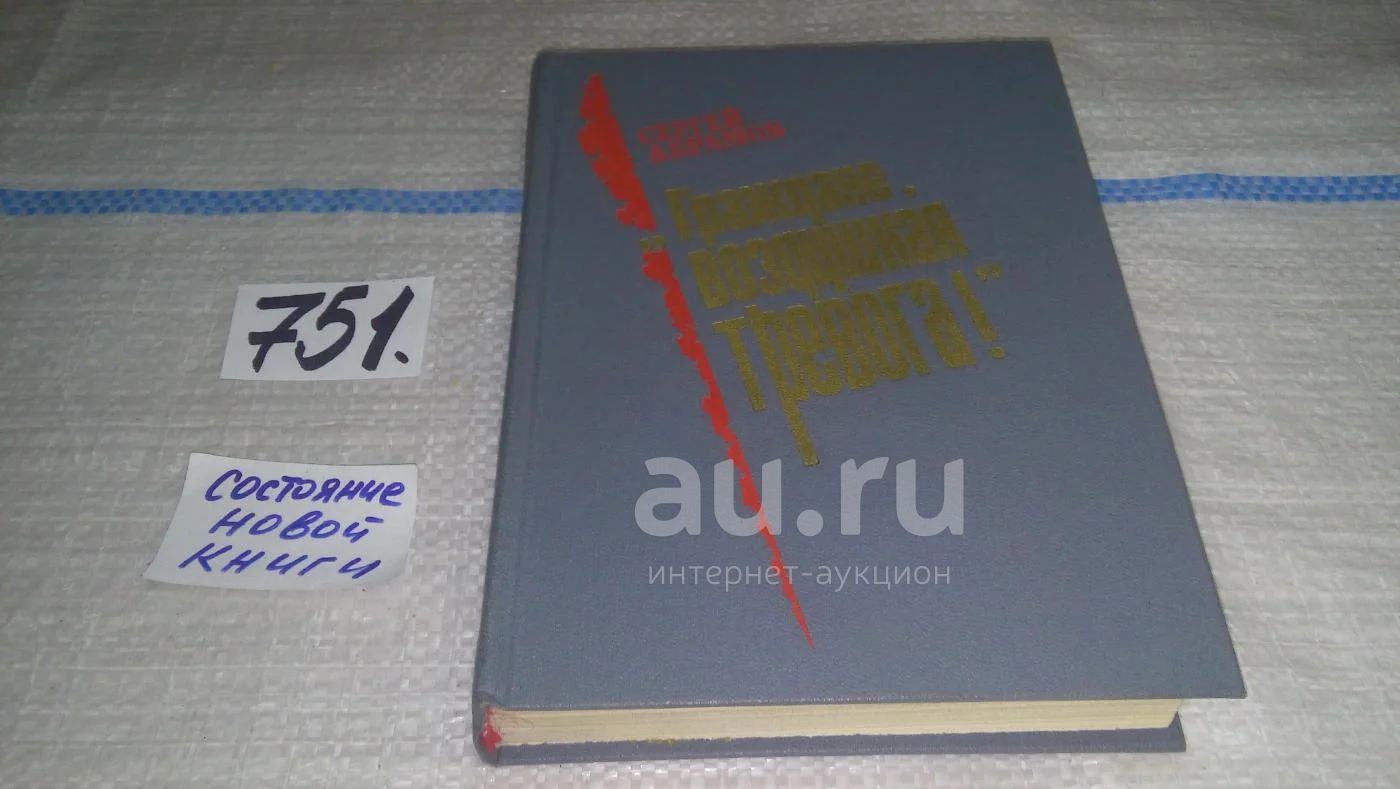 СЕРГЕЙ
АБРАМОВ
„Граждане,
воздушная
тревога!”
751.
состояние
новой
книги
au.ru
интернет-аукцион